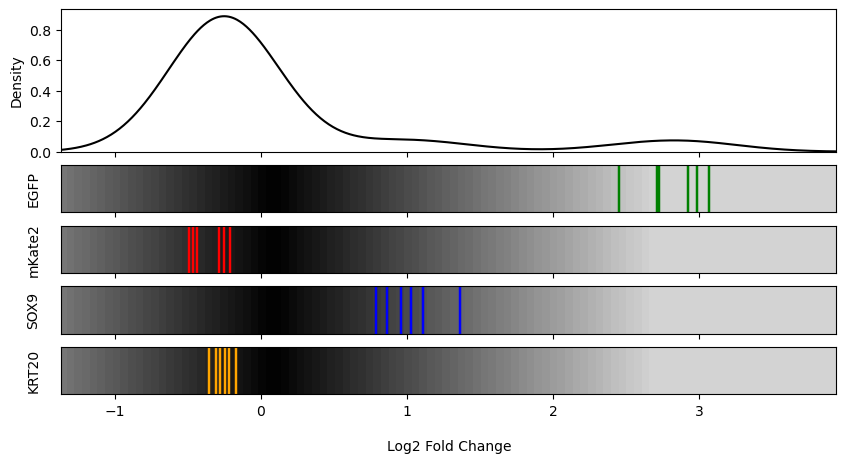 0.8
0.6
0.4
0.2
0.0
Density
EGFP
mKate2
SOX9
KRT20
−1 0 1 2 3
Log2 Fold Change